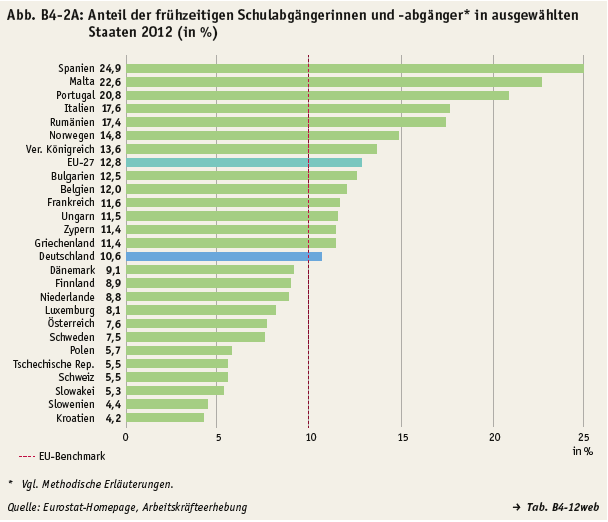 Abb. B4-2A: Anteil der frühzeitigen Schulabgängerinnen und -abgänger* in ausgewählten
Staaten 2012 (in %)
Spanien 24,9
Malta 22,6
Portugal 20,8
Italien 17,6
Rumänien 17,4
Norwegen 14,8
Ver. Königreich 13,6
EU-27 12,8
Bulgarien 12,5
Belgien 12,0
Frankreich 11,6
Ungarn 11,5
Zypern 11,4
Griechenland 11,4
Deutschland 10,6
Dänemark 9,1
Finnland 8,9
Niederlande 8,8
Luxemburg 8,1
Österreich 7,6
Schweden 7,5
Polen 5,7
Tschechische Rep. 5,5
Schweiz 5,5
Slowakei 5,3
Slowenien 4,4
Kroatien 4,2
0 5 10 15 20 25
in %
EU-Benchmark
* Vgl. Methodische Erläuterungen.
Quelle: Eurostat-Homepage, Arbeitskräfteerhebung → Tab. B4-12web